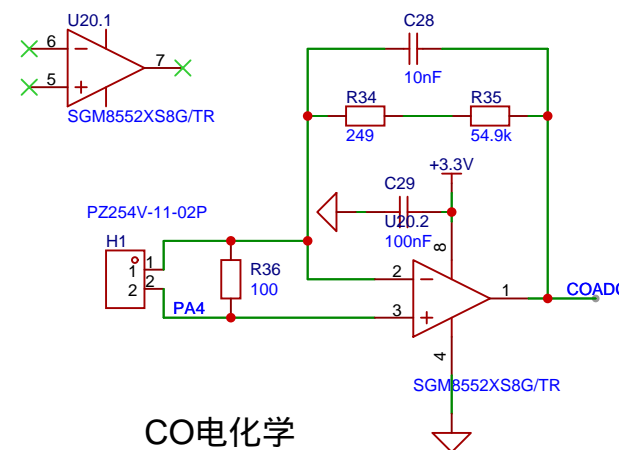 U20.1
6
5
7
SGM8552XS8G/TR
C28
10nF
R34
249
R35
54.9k
+3.3V
C29
U20.2
100nF
8
PZ254V-11-02P
H1
1
1
2
2
R36
100
PA4
2
3
1
4
COADC
SGM8552XS8G/TR
CO电化学